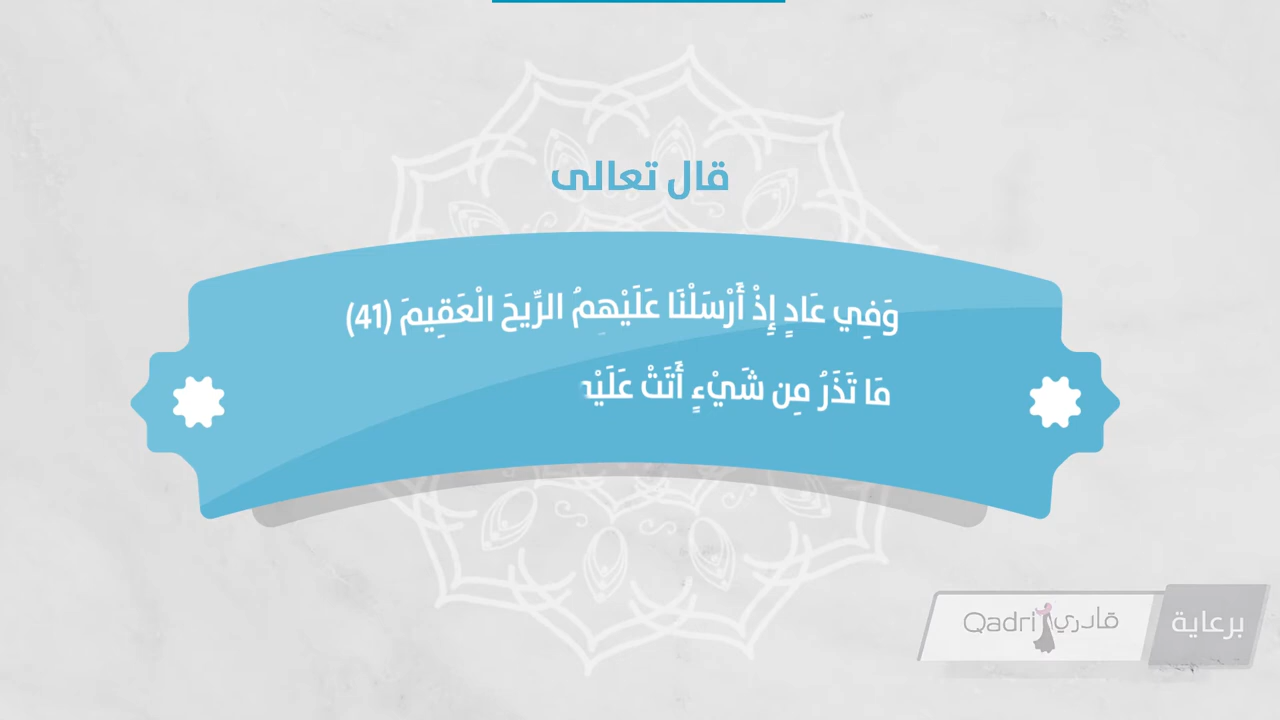 قال تعالى
وَفِي عَادٍ إِذْ أَرْسَلْنَا عَلَيْهِمُ الرِّيحَ الْعَقِيمَ (41)
مَا تَذَرُ مِن شَيْءٍ أَتَتْ
برعاية
قادري Qadri